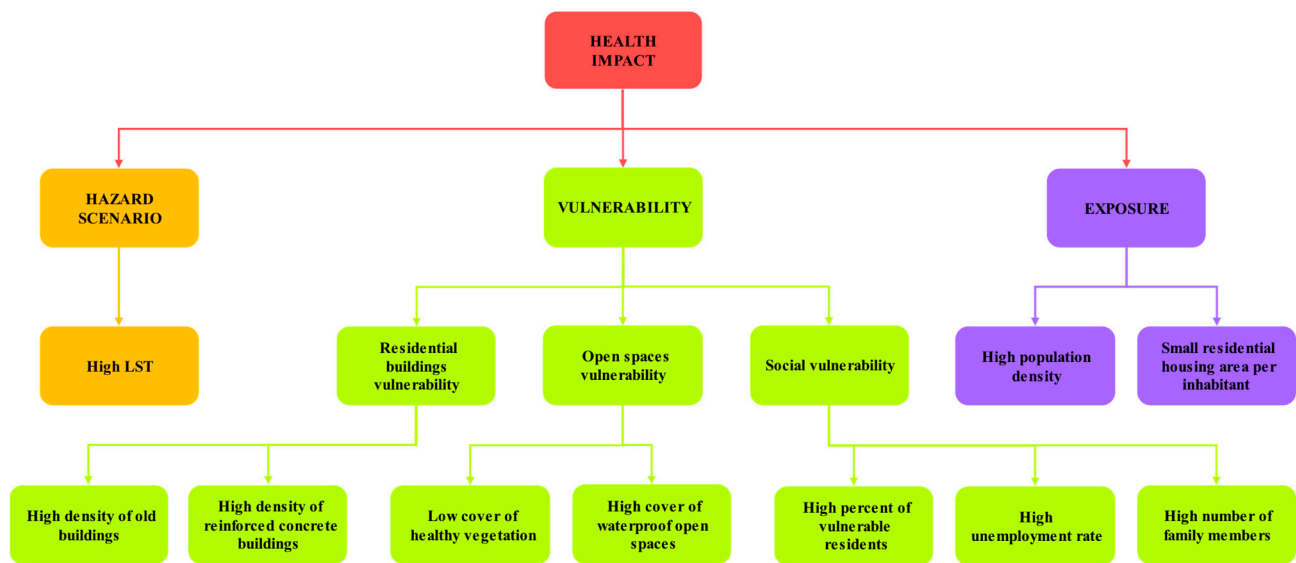 HEALTH
IMPACT
HAZARD
SCENARIO
VULNERABILITY
EXPOSURE
High LST
Residential
buildings
vulnerability
Open spaces
vulnerability
Social vulnerability
High population
density
Small residential
housing area per
inhabitant
High density of old
buildings
High density of
reinforced concrete
buildings
Low cover of
healthy vegetation
High cover of
waterproof open
spaces
High percent of
vulnerable
residents
High
unemployment rate
High number of
family members